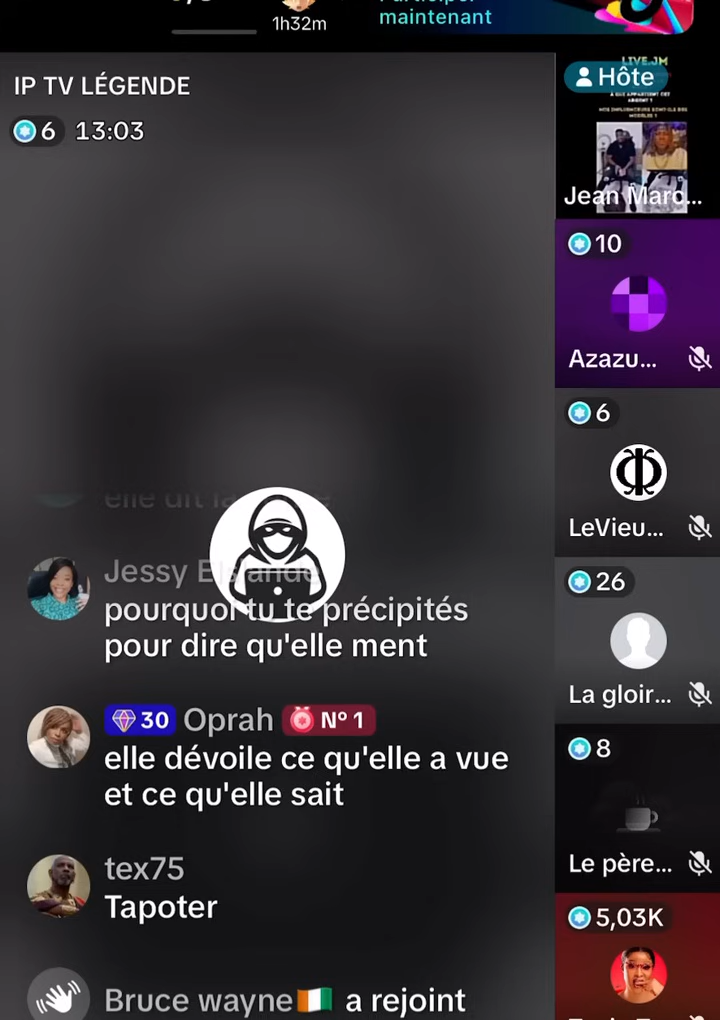 maintenant
1h32m
IP TV LÉGENDE
6 13:03
Hôte
LIVE.JM
Jean Marc...
10
Azazu...
6
LeVieu...
26
La gloir...
8
Le père...
5,03K
elle dit la
Jessy Elslande
pourquoi tu te précipités
pour dire qu'elle ment
30 Oprah Nº 1
elle dévoile ce qu'elle a vue
et ce qu'elle sait
tex75
Tapoter
Bruce wayne a rejoint